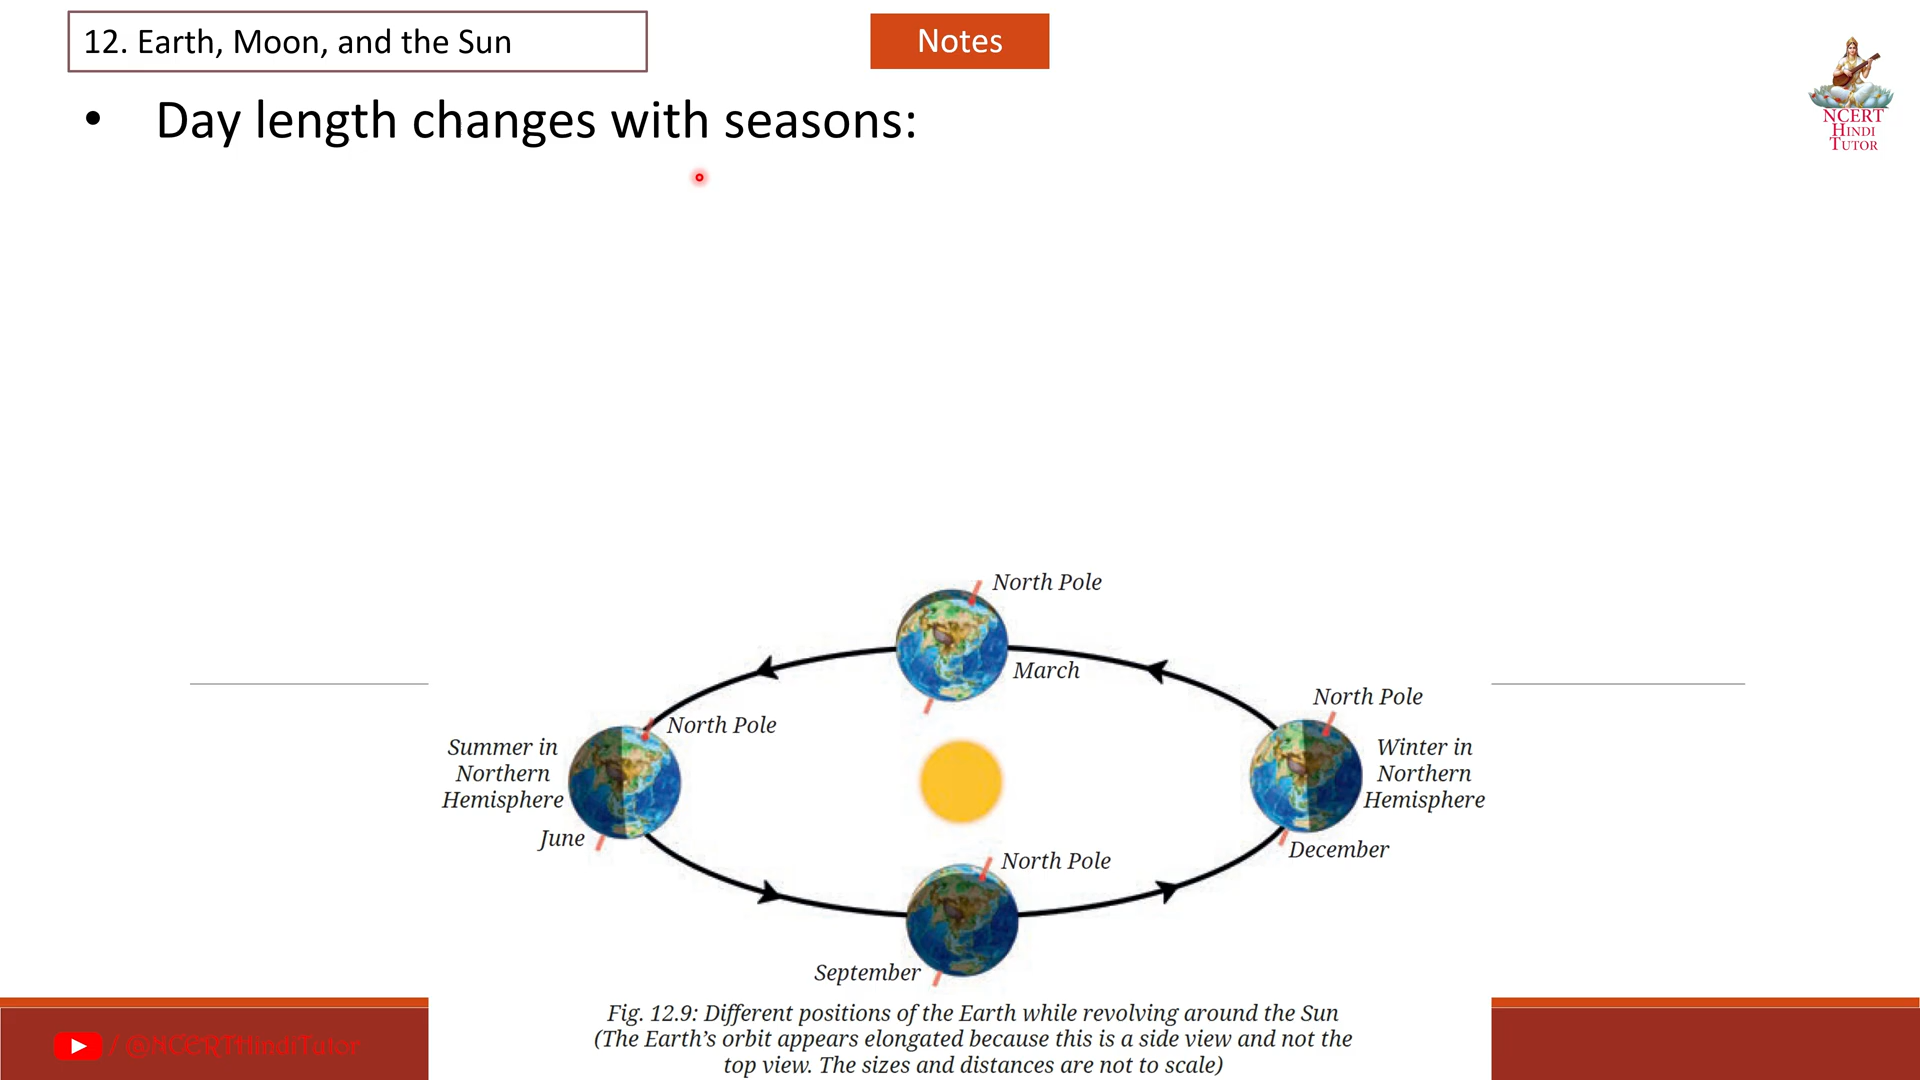 12. Earth, Moon, and the Sun
Notes
NCERT
HINDI
TUTOR
• Day length changes with seasons:
North Pole
March
North Pole
North Pole
Summer in
Northern
Hemisphere
June
Winter in
Northern
Hemisphere
December
North Pole
September
Fig. 12.9: Different positions of the Earth while revolving around the Sun
(The Earth's orbit appears elongated because this is a side view and not the
top view. The sizes and distances are not to scale)
/ @NCERTHindiTutor